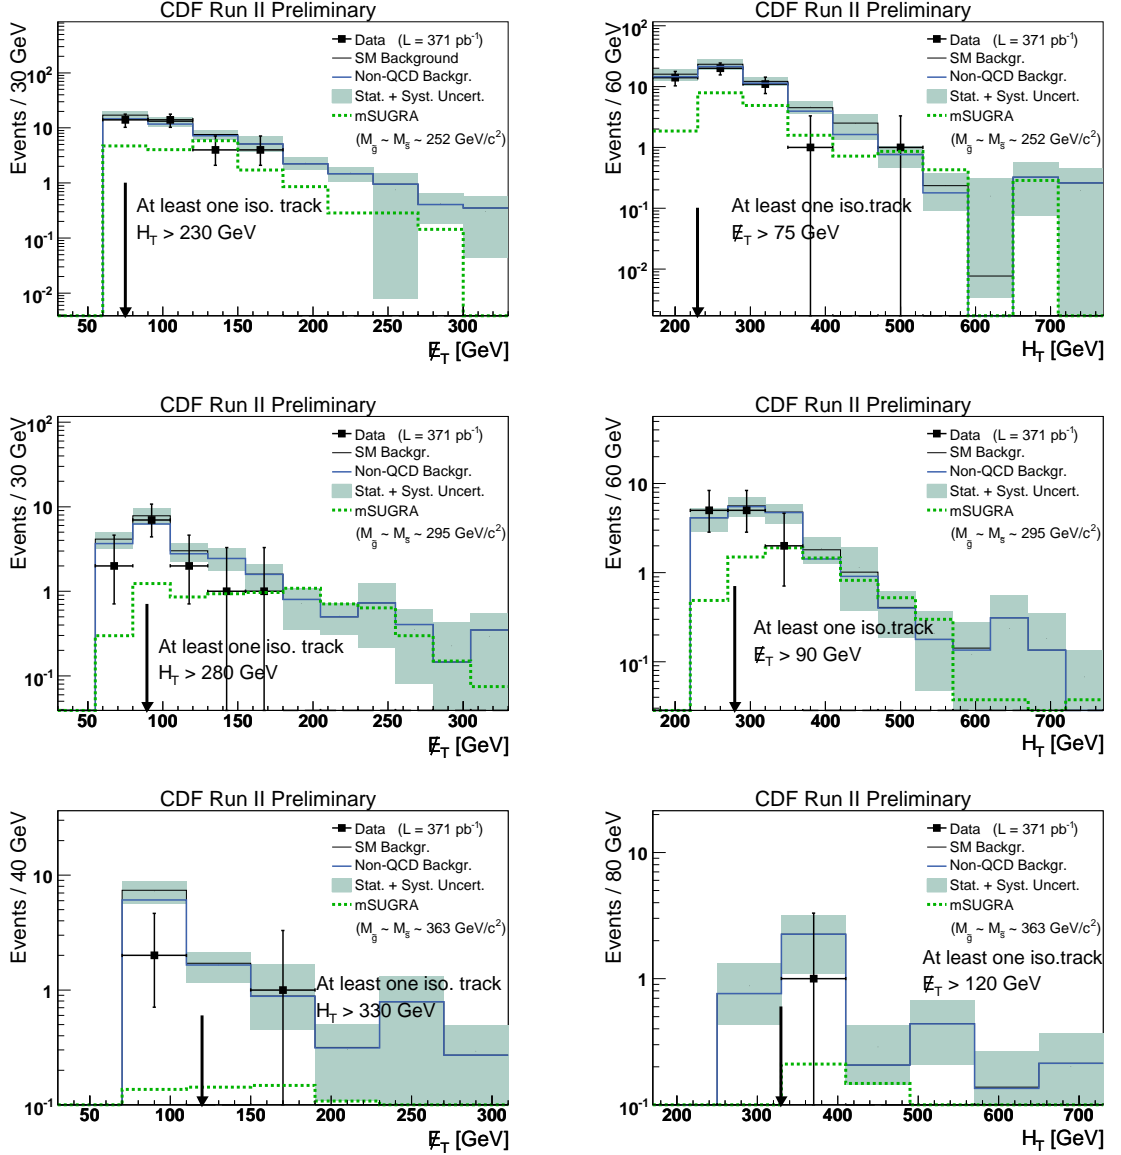 CDF Run II Preliminary
Events / 30 GeV
Data (L = 371 pb⁻¹)
SM Background
Non-QCD Backgr.
Stat. + Syst. Uncert.
mSUGRA
(M_g̃ ~ M_s̃ ~ 252 GeV/c²)
At least one iso. track
H_T > 230 GeV
10²
10
1
10⁻¹
10⁻²
50 100 150 200 250 300
E̸_T [GeV]
CDF Run II Preliminary
Events / 60 GeV
Data (L = 371 pb⁻¹)
SM Backgr.
Non-QCD Backgr.
Stat. + Syst. Uncert.
mSUGRA
(M_g̃ ~ M_s̃ ~ 252 GeV/c²)
At least one iso.track
E̸_T > 75 GeV
10²
10
1
10⁻¹
10⁻²
200 300 400 500 600 700
H_T [GeV]
CDF Run II Preliminary
Events / 30 GeV
Data (L = 371 pb⁻¹)
SM Backgr.
Non-QCD Backgr.
Stat. + Syst. Uncert.
mSUGRA
(M_g̃ ~ M_s̃ ~ 295 GeV/c²)
At least one iso. track
H_T > 280 GeV
10²
10
1
10⁻¹
50 100 150 200 250 300
E̸_T [GeV]
CDF Run II Preliminary
Events / 60 GeV
Data (L = 371 pb⁻¹)
SM Backgr.
Non-QCD Backgr.
Stat. + Syst. Uncert.
mSUGRA
(M_g̃ ~ M_s̃ ~ 295 GeV/c²)
At least one iso.track
E̸_T > 90 GeV
10
1
10⁻¹
200 300 400 500 600 700
H_T [GeV]
CDF Run II Preliminary
Events / 40 GeV
Data (L = 371 pb⁻¹)
SM Backgr.
Non-QCD Backgr.
Stat. + Syst. Uncert.
mSUGRA
(M_g̃ ~ M_s̃ ~ 363 GeV/c²)
At least one iso. track
H_T > 330 GeV
10
1
10⁻¹
50 100 150 200 250 300
E̸_T [GeV]
CDF Run II Preliminary
Events / 80 GeV
Data (L = 371 pb⁻¹)
SM Backgr.
Non-QCD Backgr.
Stat. + Syst. Uncert.
mSUGRA
(M_g̃ ~ M_s̃ ~ 363 GeV/c²)
At least one iso.track
E̸_T > 120 GeV
10
1
10⁻¹
200 300 400 500 600 700
H_T [GeV]